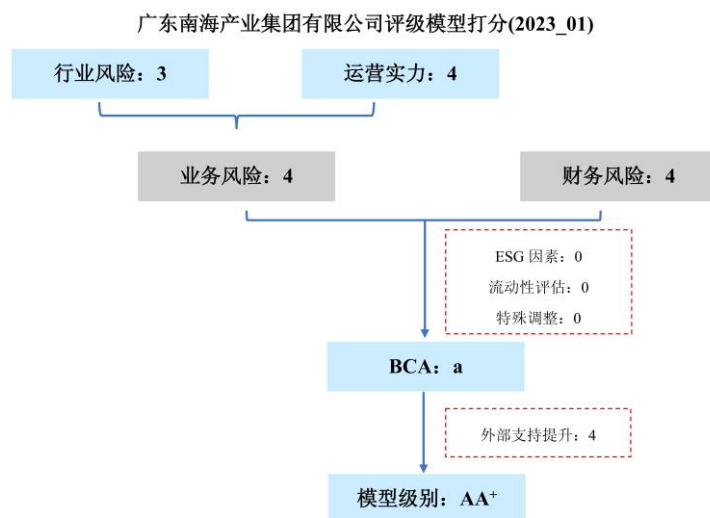 广东南海产业集团有限公司评级模型打分(2023_01)
行业风险：3
运营实力：4
业务风险：4
财务风险：4
ESG 因素：0
流动性评估：0
特殊调整：0
BCA：a
外部支持提升：4
模型级别：AA⁺